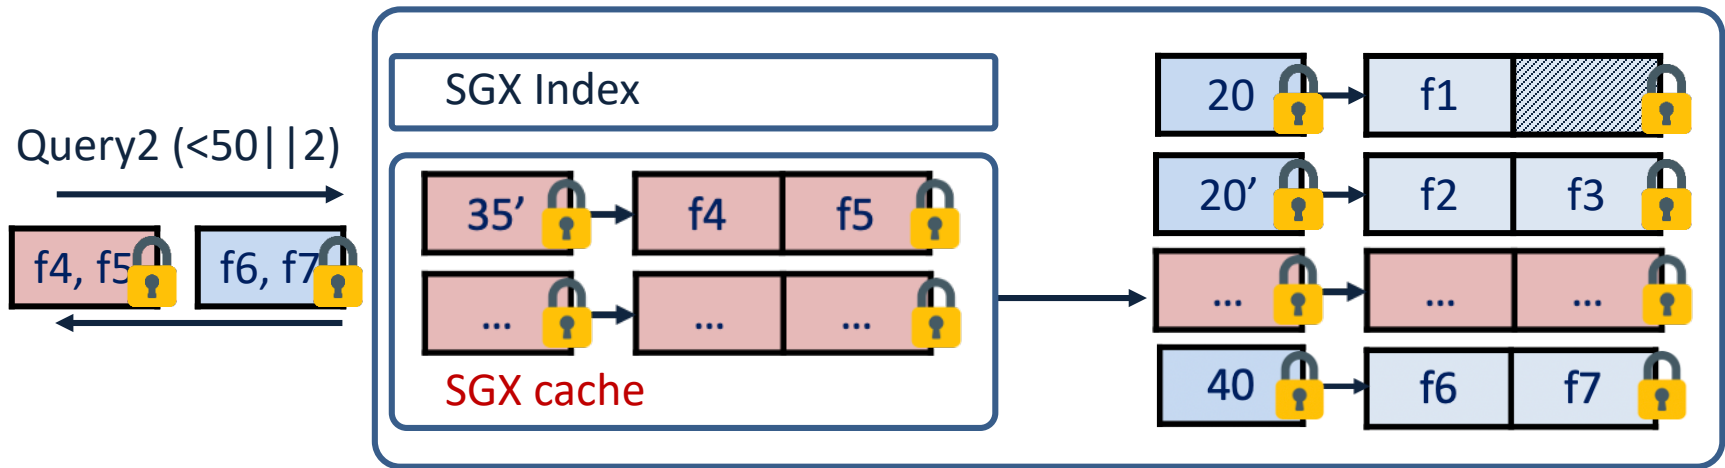 Query2 (<50||2)
f4, f5
f6, f7
SGX Index
35’ f4 f5
... ... ...
SGX cache
20 f1
20’ f2 f3
... ... ...
40 f6 f7